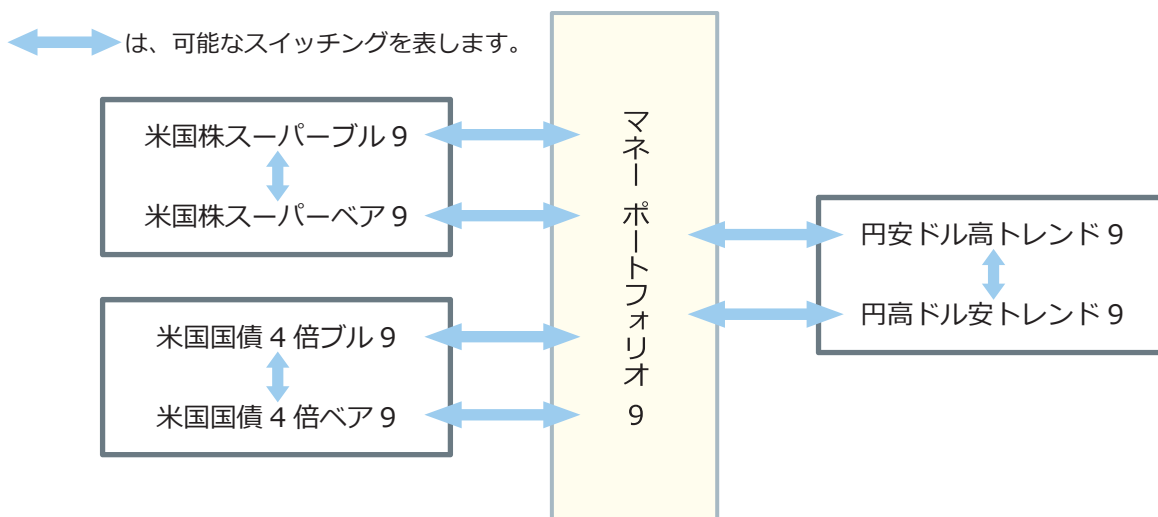 は、可能なスイッチングを表します。
米国株スーパーブル 9
米国株スーパーベア 9
米国国債 4 倍ブル 9
米国国債 4 倍ベア 9
マネー ポートフォリオ 9
円安ドル高トレンド 9
円高ドル安トレンド 9